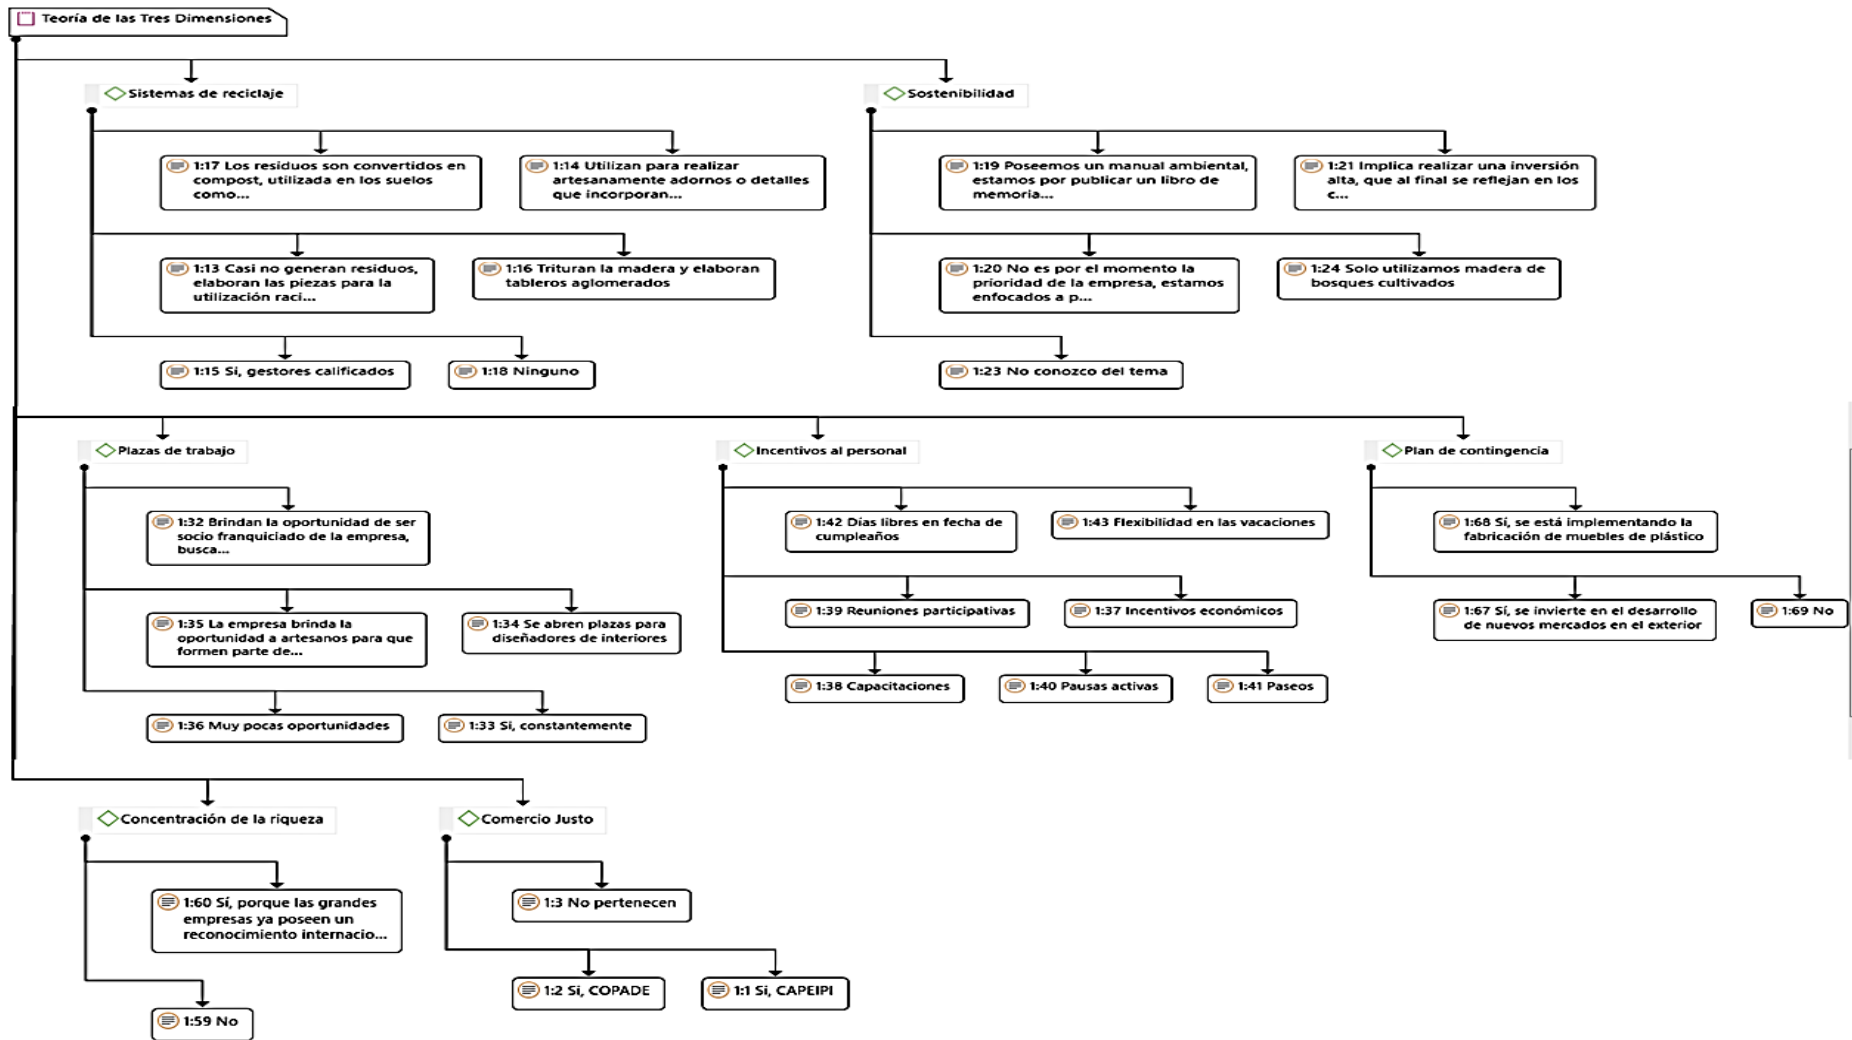 Teoría de las Tres Dimensiones
Sistemas de reciclaje
Sostenibilidad
1:17 Los residuos son convertidos en
compost, utilizada en los suelos
como...
1:14 Utilizan para realizar
artesanamente adornos o detalles
que incorporan...
1:19 Poseemos un manual ambiental,
estamos por publicar un libro de
memoria...
1:21 Implica realizar una inversión
alta, que al final se reflejan en los
c...
1:13 Casi no generan residuos,
elaboran las piezas para la
utilización raci...
1:16 Trituran la madera y elaboran
tableros aglomerados
1:20 No es por el momento la
prioridad de la empresa, estamos
enfocados a p...
1:24 Solo utilizamos madera de
bosques cultivados
1:15 Sí, gestores calificados
1:18 Ninguno
1:23 No conozco del tema
Plazas de trabajo
Incentivos al personal
Plan de contingencia
1:32 Brindan la oportunidad de ser
socio franquiciado de la empresa,
busca...
1:42 Días libres en fecha de
cumpleaños
1:43 Flexibilidad en las vacaciones
1:68 Sí, se está implementando la
fabricación de muebles de plástico
1:35 La empresa brinda la
oportunidad a artesanos para que
formen parte de...
1:34 Se abren plazas para
diseñadores de interiores
1:39 Reuniones participativas
1:37 Incentivos económicos
1:67 Sí, se invierte en el desarrollo
de nuevos mercados en el exterior
1:69 No
1:38 Capacitaciones
1:40 Pausas activas
1:41 Paseos
1:36 Muy pocas oportunidades
1:33 Sí, constantemente
Concentración de la riqueza
Comercio Justo
1:60 Sí, porque las grandes
empresas ya poseen un
reconocimiento internacio...
1:3 No pertenecen
1:2 Sí, COPADE
1:1 Sí, CAPEIPI
1:59 No